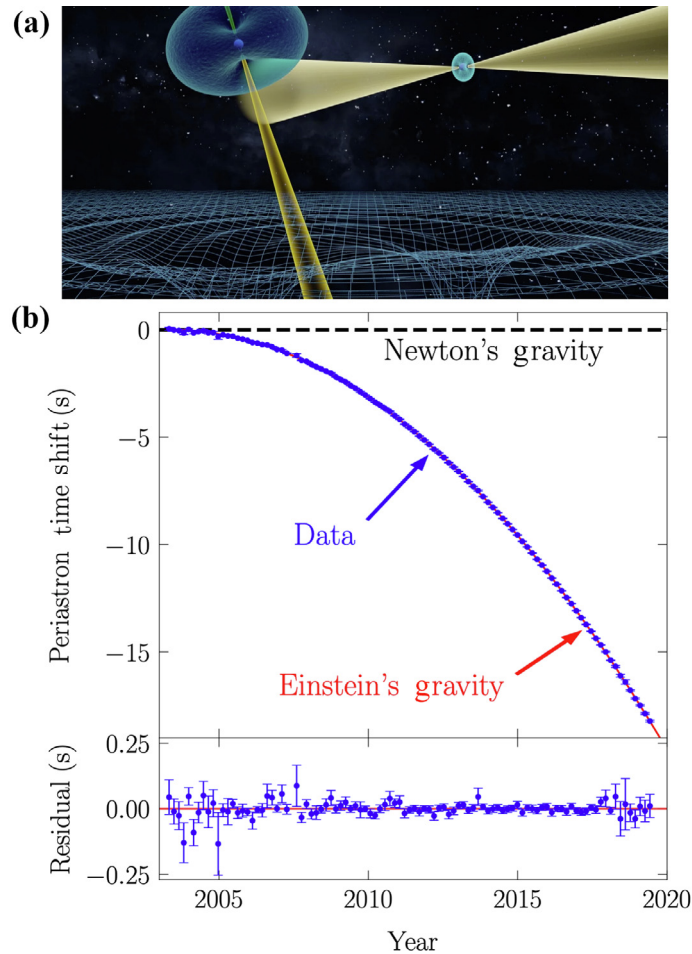 (a)
(b)
0
−5
−10
−15
Periastron time shift (s)
Newton's gravity
Data
Einstein's gravity
0.25
0.00
−0.25
Residual (s)
2005
2010
2015
2020
Year